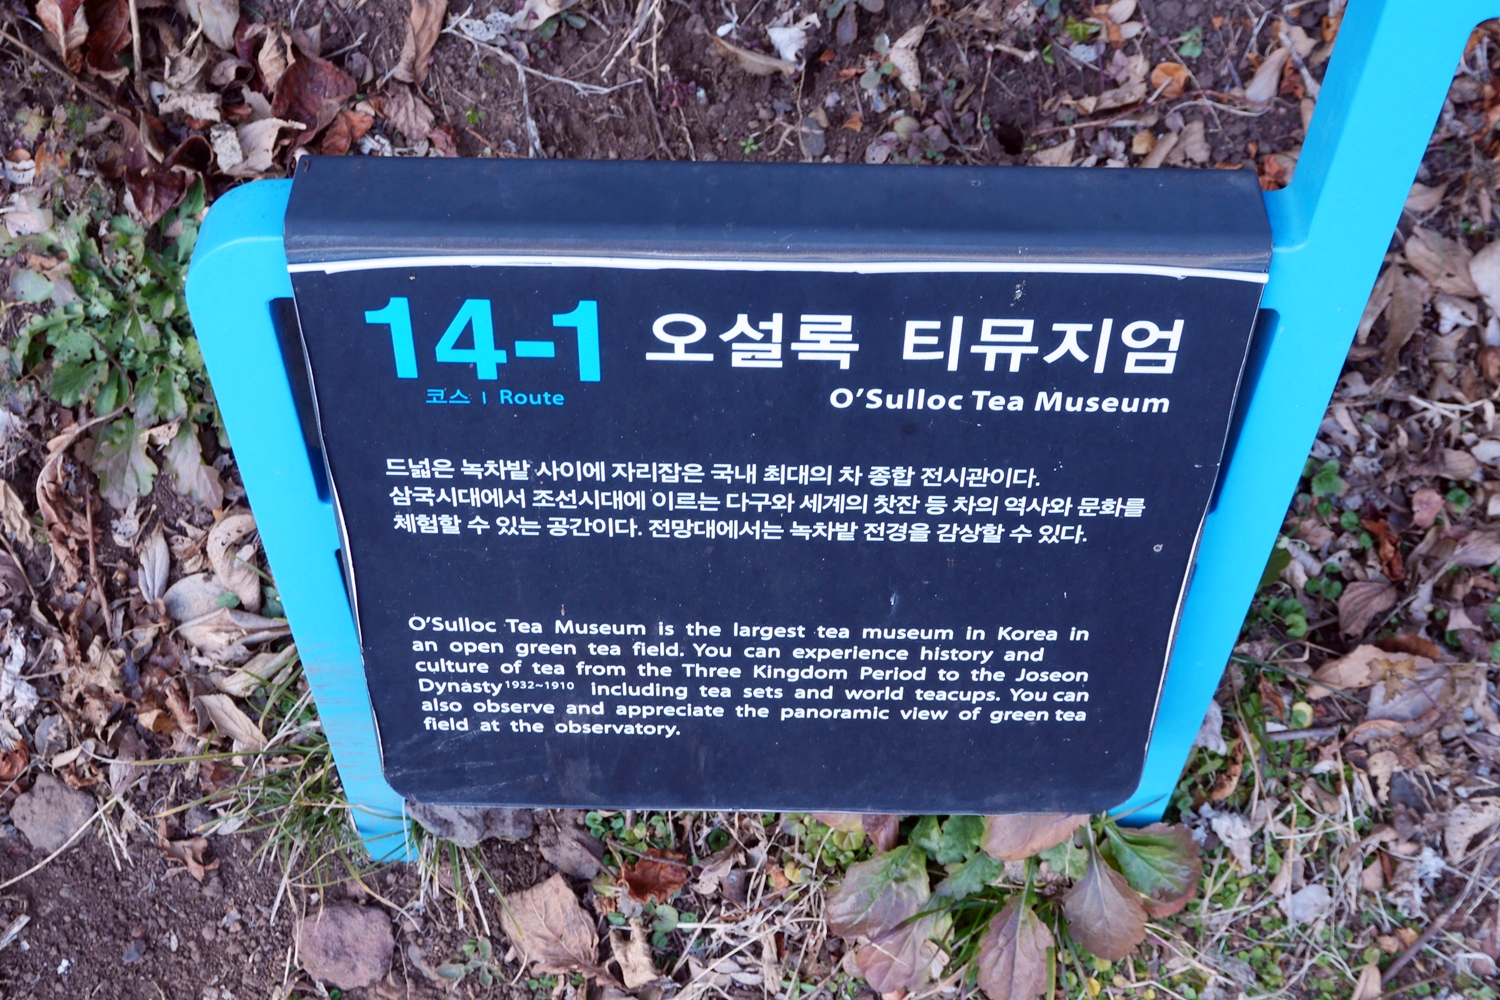 14-1 오설록 티뮤지엄
코스 | Route O'Sulloc Tea Museum
드넓은 녹차밭 사이에 자리잡은 국내 최대의 차 종합 전시관이다.
삼국시대에서 조선시대에 이르는 다구와 세계의 찻잔 등 차의 역사와 문화를
체험할 수 있는 공간이다. 전망대에서는 녹차밭 전경을 감상할 수 있다.
O'Sulloc Tea Museum is the largest tea museum in Korea in
an open green tea field. You can experience history and
culture of tea from the Three Kingdom Period to the Joseon
Dynasty 1932~1910 including tea sets and world teacups. You can
also observe and appreciate the panoramic view of green tea
field at the observatory.